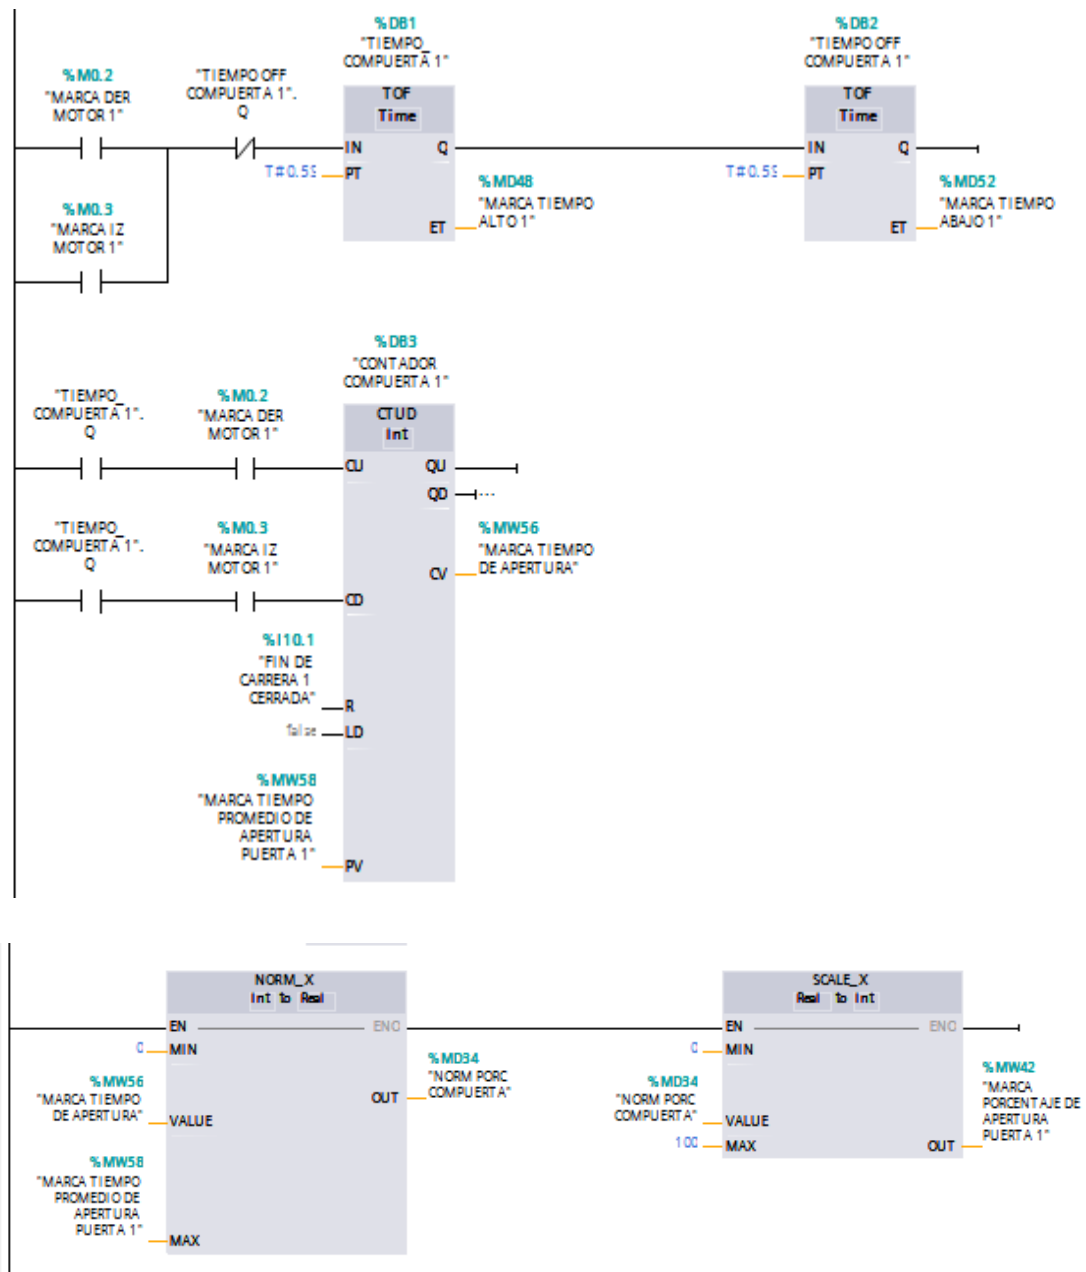 %DB1
"TIEMPO_
COMPUERTA 1"
%DB2
"TIEMPO OFF
COMPUERTA 1"
%M0.2
"MARCA DER
MOTOR 1"
"TIEMPO OFF
COMPUERTA 1".
Q
TOF
Time
IN
Q
T#0.5S
PT
%MD48
"MARCA TIEMPO
ALTO 1"
ET
TOF
Time
IN
Q
T#0.5S
PT
%MD52
"MARCA TIEMPO
ABAJO 1"
ET
%M0.3
"MARCA IZ
MOTOR 1"
%DB3
"CONTADOR
COMPUERTA 1"
"TIEMPO_
COMPUERTA 1".
Q
%M0.2
"MARCA DER
MOTOR 1"
CTUD
Int
CU
QU
QD
"TIEMPO_
COMPUERTA 1".
Q
%M0.3
"MARCA IZ
MOTOR 1"
%MW56
"MARCA TIEMPO
DE APERTURA"
CV
CD
%I10.1
"FIN DE
CARRERA 1
CERRADA"
R
false
LD
%MW58
"MARCA TIEMPO
PROMEDIO DE
APERTURA
PUERTA 1"
PV
NORM_X
Int to Real
EN
ENO
0
MIN
%MW56
"MARCA TIEMPO
DE APERTURA"
VALUE
%MD34
"NORM PORC
COMPUERTA"
OUT
%MW58
"MARCA TIEMPO
PROMEDIO DE
APERTURA
PUERTA 1"
MAX
SCALE_X
Real to Int
EN
ENO
0
MIN
%MD34
"NORM PORC
COMPUERTA"
VALUE
100
MAX
%MW42
"MARCA
PORCENTAJE DE
APERTURA
PUERTA 1"
OUT